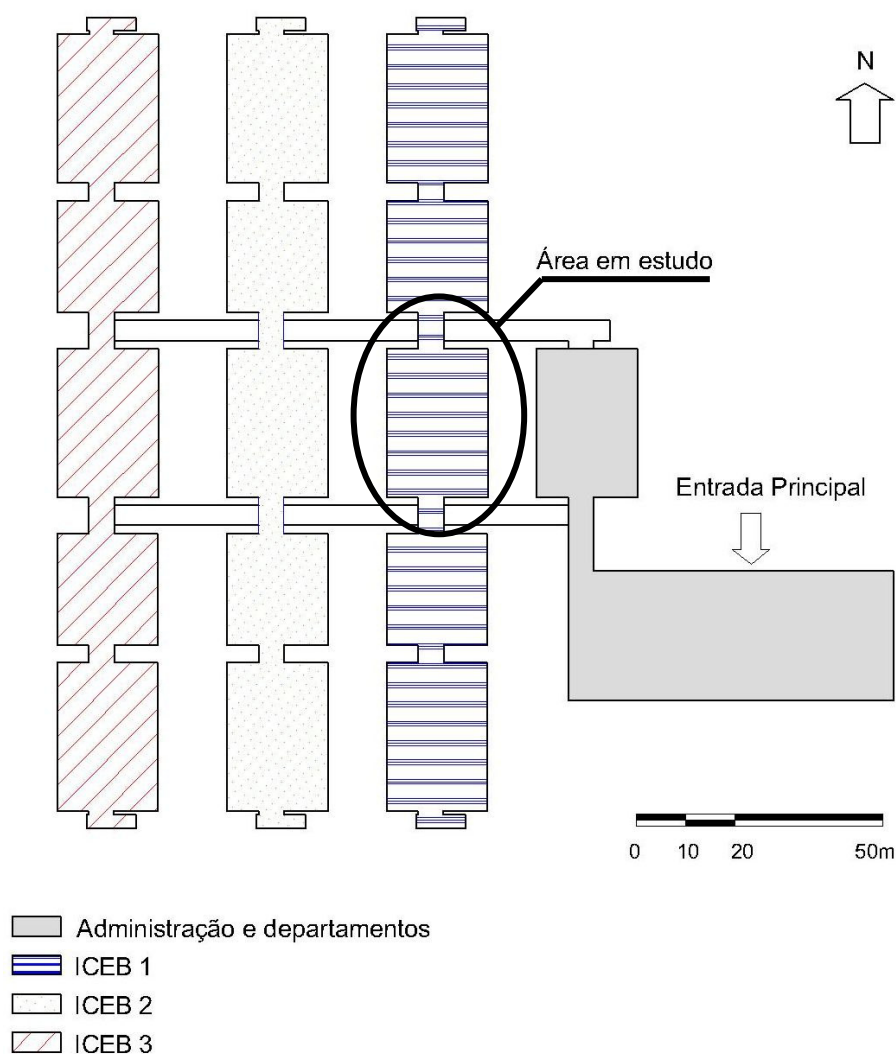 N
Área em estudo
Entrada Principal
0 10 20 50m
Administração e departamentos
ICEB 1
ICEB 2
ICEB 3